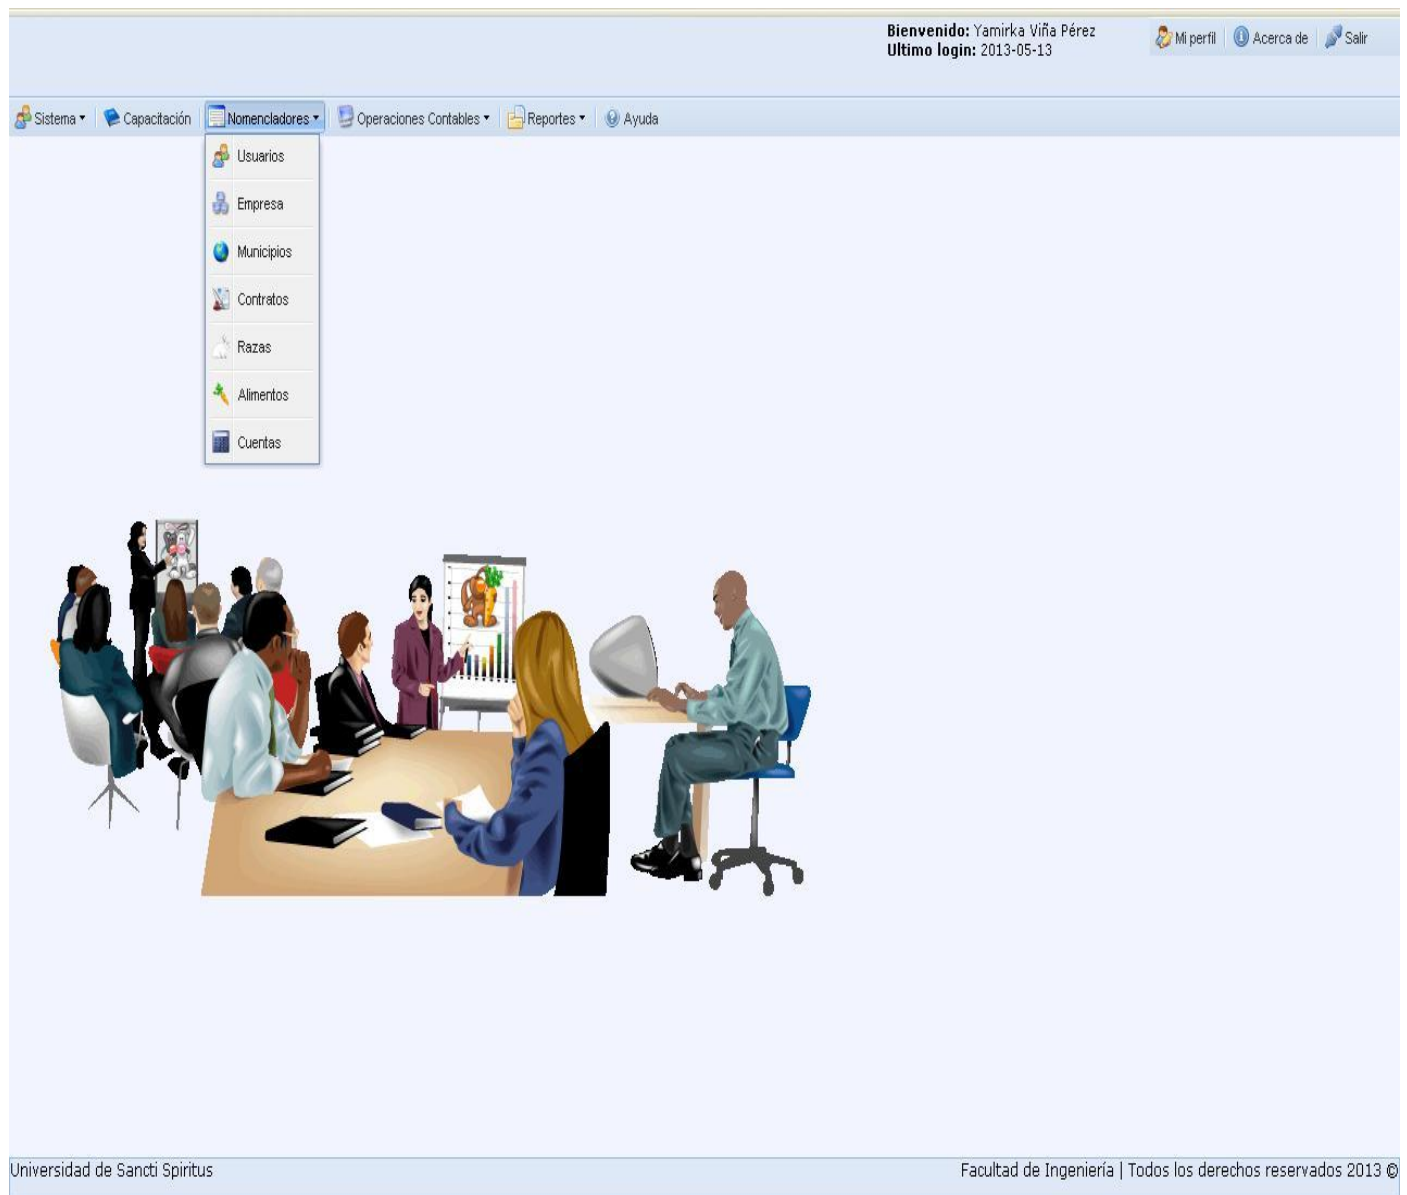 Bienvenido: Yamirka Viña Pérez
Ultimo login: 2013-05-13
Mi perfil
Acerca de
Salir
Sistema
Capacitación
Nomencladores
Operaciones Contables
Reportes
Ayuda
Usuarios
Empresa
Municipios
Contratos
Razas
Alimentos
Cuentas
Universidad de Sancti Spiritus
Facultad de Ingeniería | Todos los derechos reservados 2013 ©